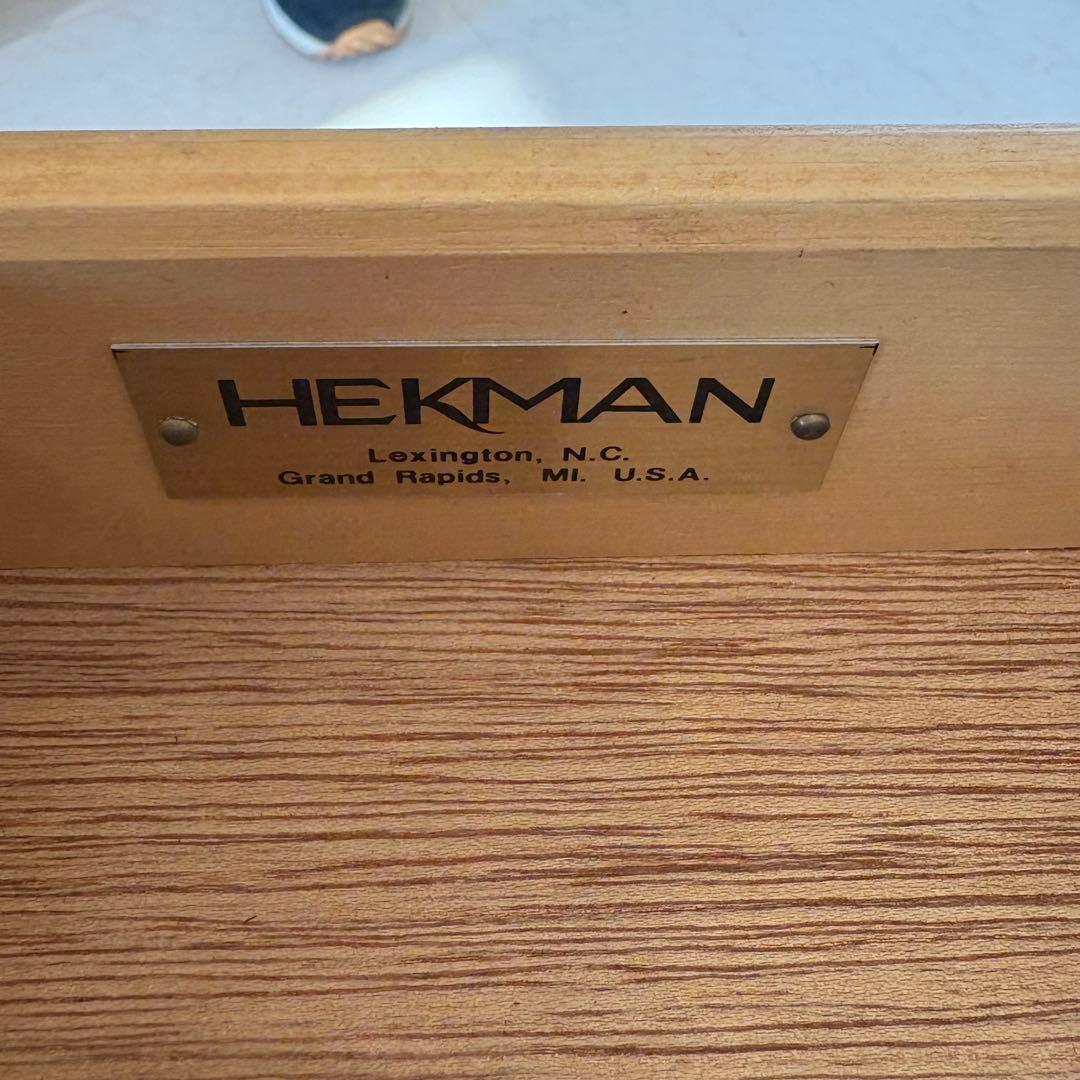 HEKMAN
Lexington, N.C.
Grand Rapids, MI. U.S.A.